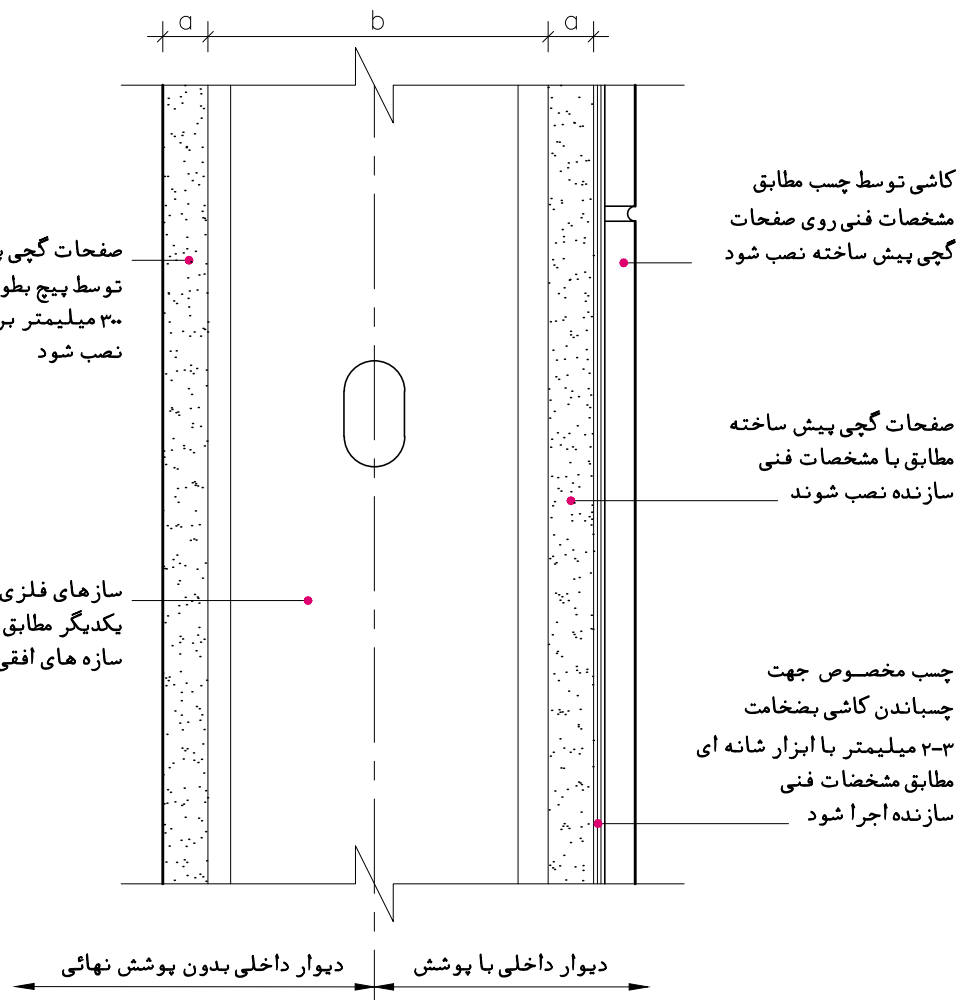 a
b
a
کاشی توسط چسب مطابق
مشخصات فنی روی صفحات
گچی پیش ساخته نصب شود
صفحات گچی پیش ساخته
مطابق با مشخصات فنی
سازنده نصب شوند
چسب مخصوص جهت
چسباندن کاشی بضخامت
۲-۳ میلیمتر با ابزار شانه ای
مطابق مشخضات فنی
سازنده اجرا شود
صفحات گچی
توسط پیچ بطو
۳۰۰ میلیمتر بر
نصب شود
سازهای فلزی
یکدیگر مطابق
سازه های افقی
دیوار داخلی با پوشش
دیوار داخلی بدون پوشش نهائی